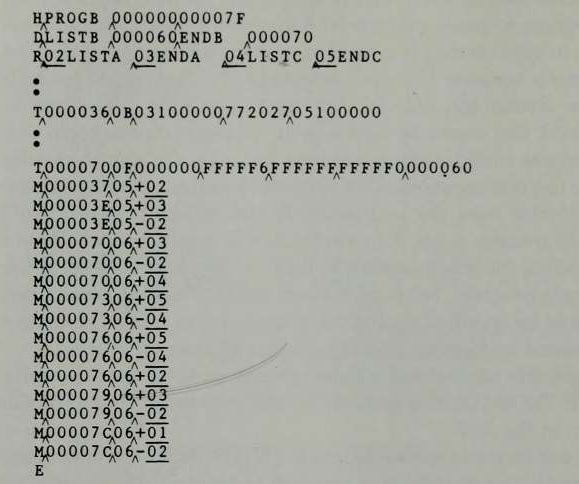 HPROGB 00000000007F
DLISTB 000060ENDB 000070
R02LISTA 03ENDA 04LISTC 05ENDC
T0000360B0310000077202705100000
T0000700F000000FFFFF6FFFFFFFFFFF0000060
M00003705+02
M00003E05+03
M00003E05-02
M00007006+03
M00007006-02
M00007006+04
M00007306+05
M00007306-04
M00007606+05
M00007606-04
M00007606+02
M00007906+03
M00007906-02
M00007C06+01
M00007C06-02
E